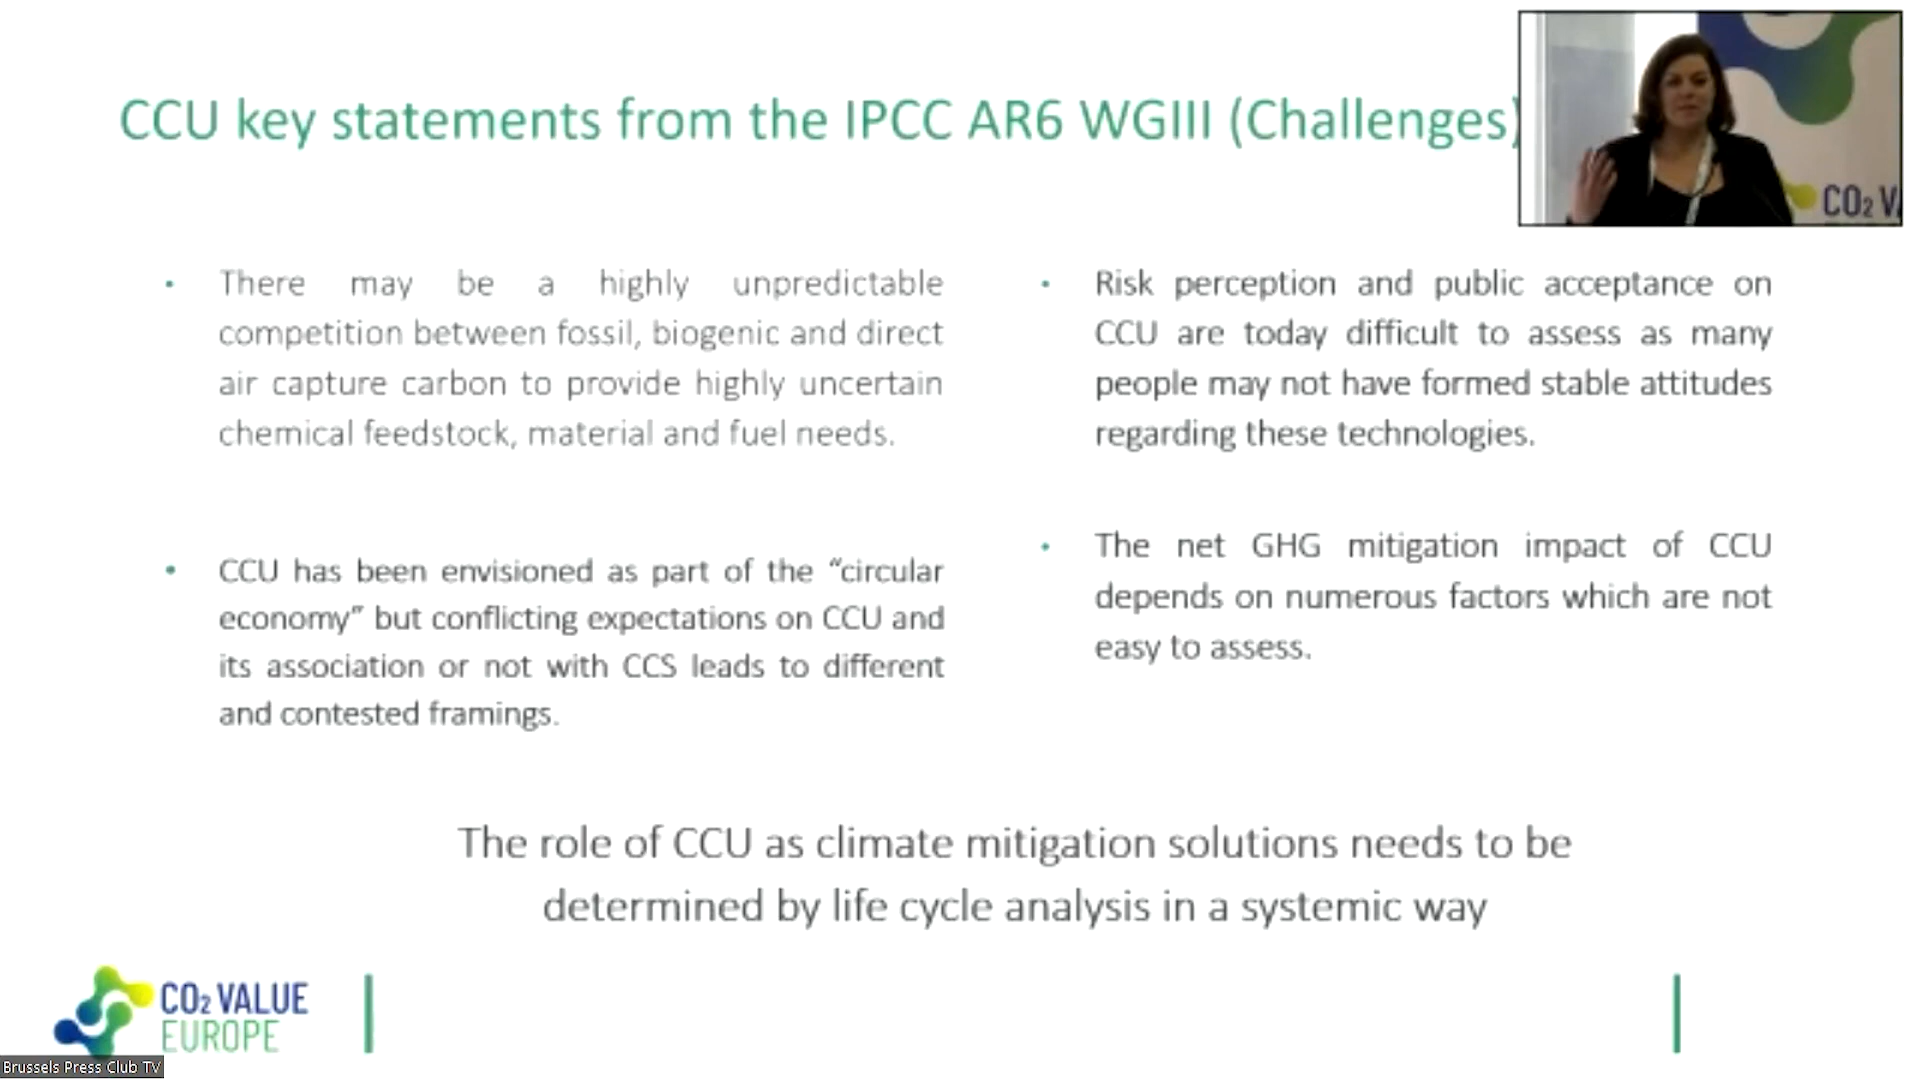 CCU key statements from the IPCC AR6 WGIII (Challenges)
CO₂ V
There may be a highly unpredictable
competition between fossil, biogenic and direct
air capture carbon to provide highly uncertain
chemical feedstock, material and fuel needs.
CCU has been envisioned as part of the “circular
economy” but conflicting expectations on CCU and
its association or not with CCS leads to different
and contested framings.
Risk perception and public acceptance on
CCU are today difficult to assess as many
people may not have formed stable attitudes
regarding these technologies.
The net GHG mitigation impact of CCU
depends on numerous factors which are not
easy to assess.
The role of CCU as climate mitigation solutions needs to be
determined by life cycle analysis in a systemic way
CO₂ VALUE
EUROPE
Brussels Press Club TV